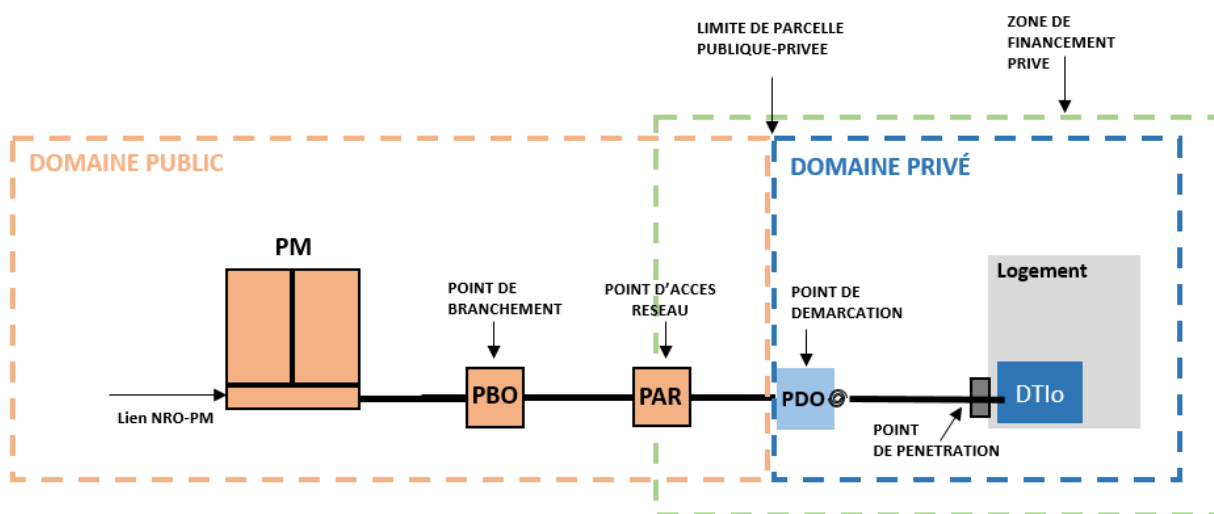 LIMITE DE PARCELLE
PUBLIQUE-PRIVEE
ZONE DE
FINANCEMENT
PRIVE
DOMAINE PUBLIC
DOMAINE PRIVÉ
PM
Logement
POINT DE
BRANCHEMENT
POINT D'ACCES
RESEAU
POINT DE
DEMARCATION
PBO
PAR
PDO
DTIo
Lien NRO-PM
POINT
DE PENETRATION